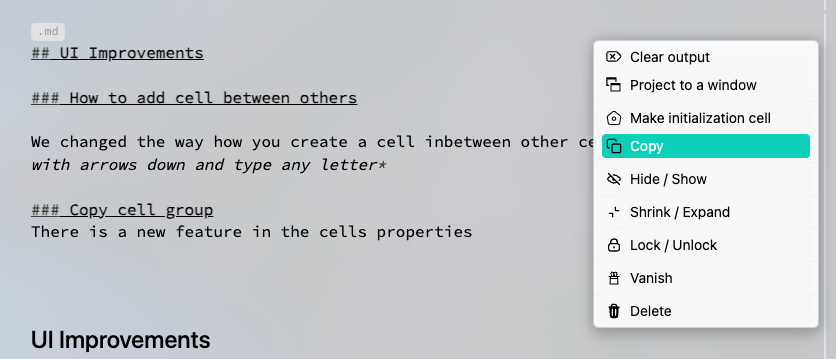 .md
## UI Improvements
### How to add cell between others
We changed the way how you create a cell inbetween other ce
with arrows down and type any letter*
### Copy cell group
There is a new feature in the cells properties
UI Improvements
Clear output
Project to a window
Make initialization cell
Copy
Hide / Show
Shrink / Expand
Lock / Unlock
Vanish
Delete